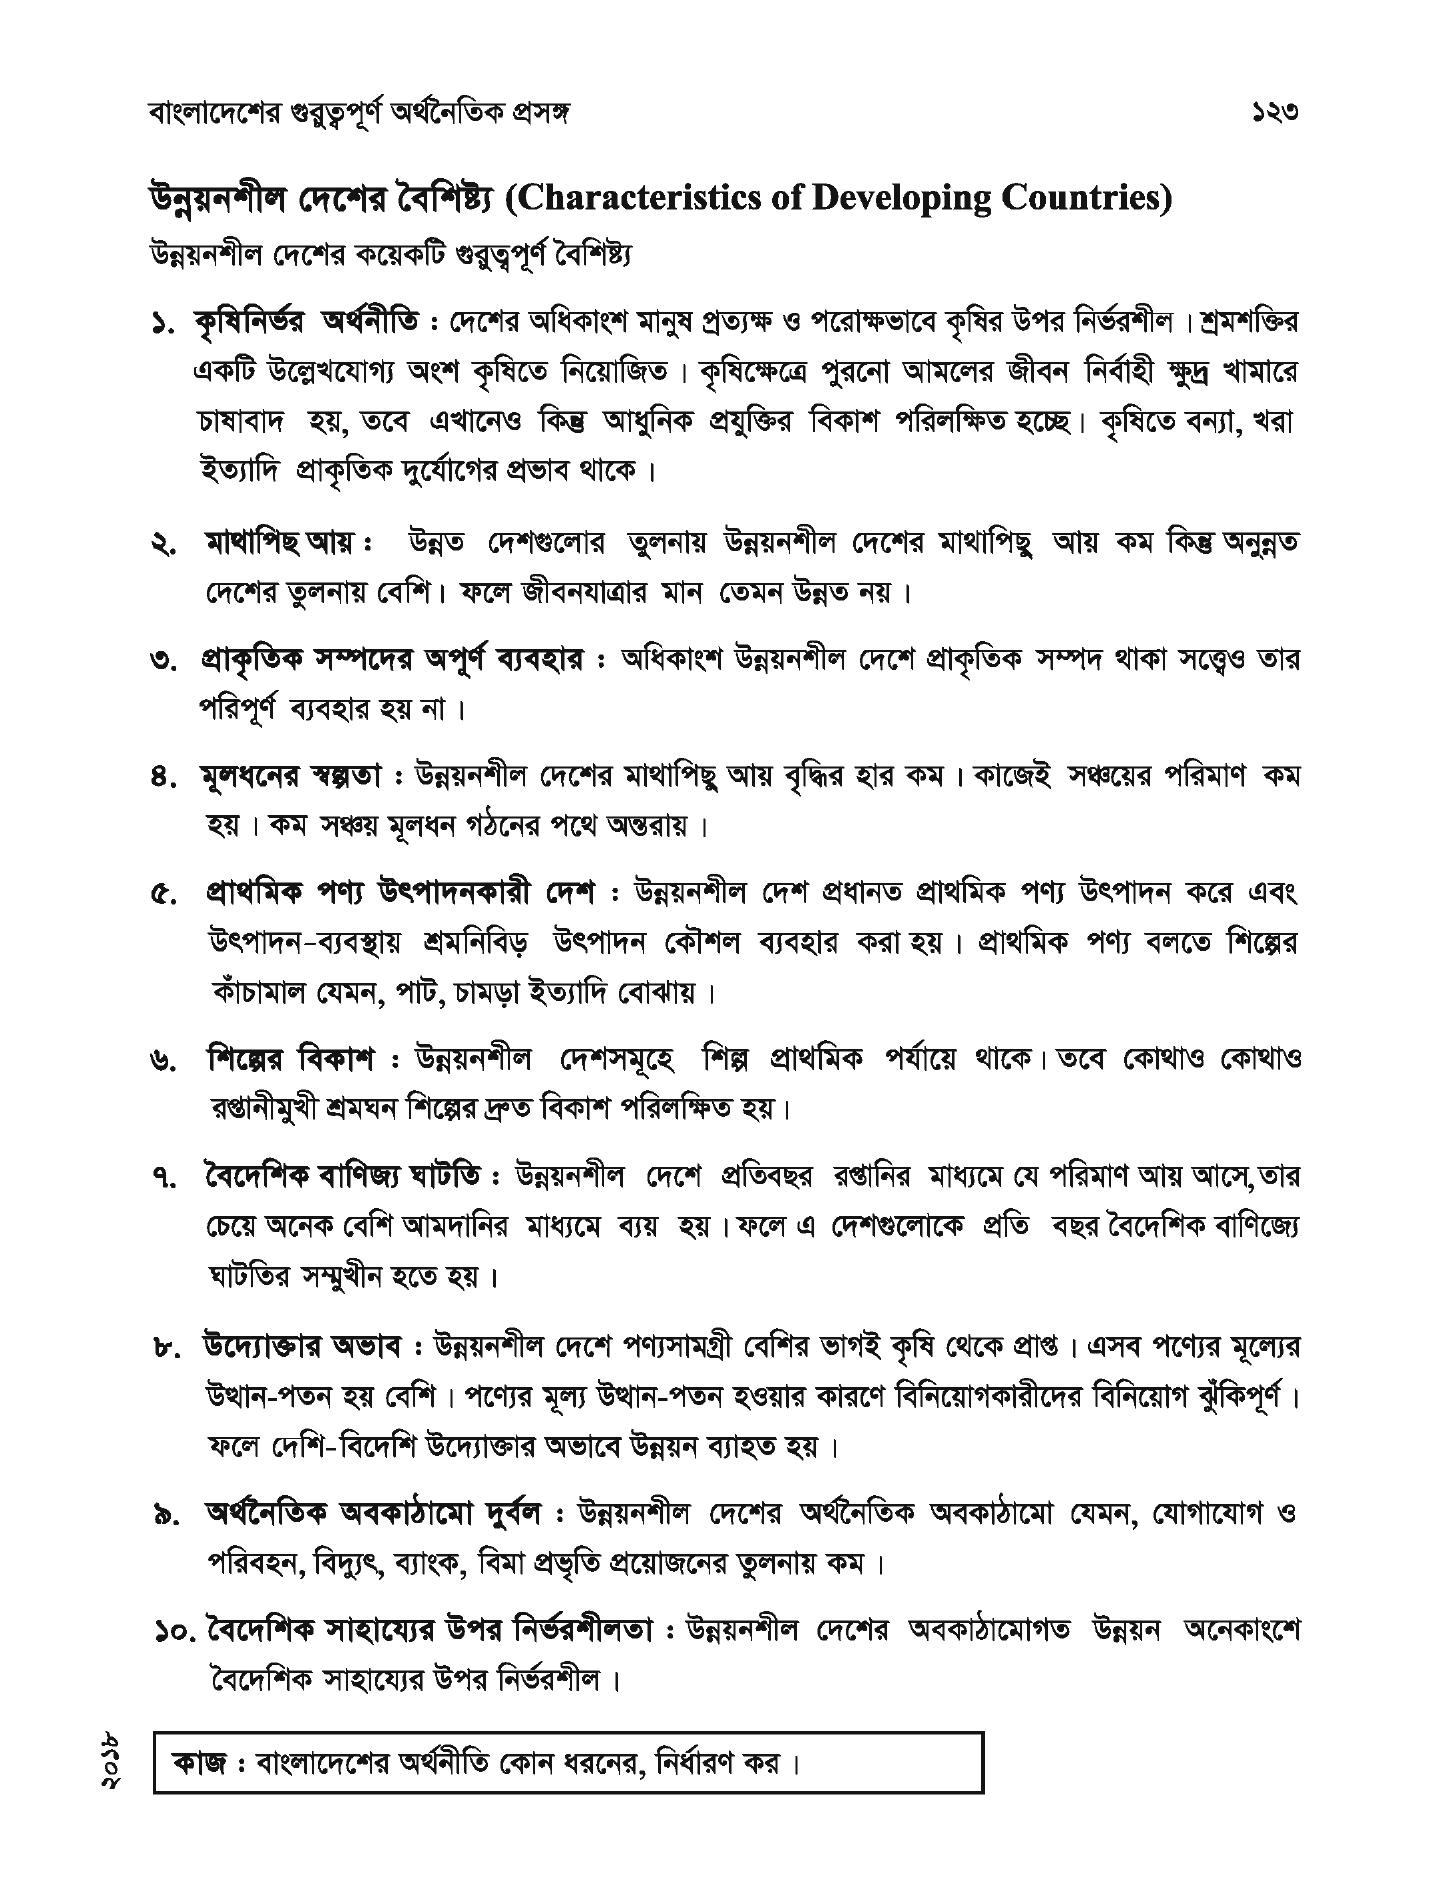 বাংলাদেশের গুরুত্বপূর্ণ অর্থনৈতিক প্রসঙ্গ ১২৩
উন্নয়নশীল দেশের বৈশিষ্ট্য (Characteristics of Developing Countries)
উন্নয়নশীল দেশের কয়েকটি গুরুত্বপূর্ণ বৈশিষ্ট্য
১. কৃষিনির্ভর অর্থনীতি : দেশের অধিকাংশ মানুষ প্রত্যক্ষ ও পরোক্ষভাবে কৃষির উপর নির্ভরশীল । শ্রমশক্তির
একটি উল্লেখযোগ্য অংশ কৃষিতে নিয়োজিত । কৃষিক্ষেত্রে পুরনো আমলের জীবন নির্বাহী ক্ষুদ্র খামারে
চাষাবাদ হয়, তবে এখানেও কিন্তু আধুনিক প্রযুক্তির বিকাশ পরিলক্ষিত হচ্ছে। কৃষিতে বন্যা, খরা
ইত্যাদি প্রাকৃতিক দুর্যোগের প্রভাব থাকে ।
২. মাথাপিছ আয় : উন্নত দেশগুলোর তুলনায় উন্নয়নশীল দেশের মাথাপিছু আয় কম কিন্তু অনুন্নত
দেশের তুলনায় বেশি। ফলে জীবনযাত্রার মান তেমন উন্নত নয় ।
৩. প্রাকৃতিক সম্পদের অপূর্ণ ব্যবহার : অধিকাংশ উন্নয়নশীল দেশে প্রাকৃতিক সম্পদ থাকা সত্ত্বেও তার
পরিপূর্ণ ব্যবহার হয় না ।
৪. মূলধনের স্বল্পতা : উন্নয়নশীল দেশের মাথাপিছু আয় বৃদ্ধির হার কম । কাজেই সঞ্চয়ের পরিমাণ কম
হয় । কম সঞ্চয় মূলধন গঠনের পথে অন্তরায় ।
৫. প্রাথমিক পণ্য উৎপাদনকারী দেশ : উন্নয়নশীল দেশ প্রধানত প্রাথমিক পণ্য উৎপাদন করে এবং
উৎপাদন-ব্যবস্থায় শ্রমনিবিড় উৎপাদন কৌশল ব্যবহার করা হয় । প্রাথমিক পণ্য বলতে শিল্পের
কাঁচামাল যেমন, পাট, চামড়া ইত্যাদি বোঝায় ।
৬. শিল্পের বিকাশ : উন্নয়নশীল দেশসমূহে শিল্প প্রাথমিক পর্যায়ে থাকে। তবে কোথাও কোথাও
রপ্তানীমুখী শ্রমঘন শিল্পের দ্রুত বিকাশ পরিলক্ষিত হয়।
৭. বৈদেশিক বাণিজ্য ঘাটতি : উন্নয়নশীল দেশে প্রতিবছর রপ্তানির মাধ্যমে যে পরিমাণ আয় আসে, তার
চেয়ে অনেক বেশি আমদানির মাধ্যমে ব্যয় হয় । ফলে এ দেশগুলোকে প্রতি বছর বৈদেশিক বাণিজ্যে
ঘাটতির সম্মুখীন হতে হয় ।
৮. উদ্যোক্তার অভাব : উন্নয়নশীল দেশে পণ্যসামগ্রী বেশির ভাগই কৃষি থেকে প্রাপ্ত । এসব পণ্যের মূল্যের
উত্থান-পতন হয় বেশি । পণ্যের মূল্য উত্থান-পতন হওয়ার কারণে বিনিয়োগকারীদের বিনিয়োগ ঝুঁকিপূর্ণ ।
ফলে দেশি-বিদেশি উদ্যোক্তার অভাবে উন্নয়ন ব্যাহত হয় ।
৯. অর্থনৈতিক অবকাঠামো দুর্বল : উন্নয়নশীল দেশের অর্থনৈতিক অবকাঠামো যেমন, যোগাযোগ ও
পরিবহন, বিদ্যুৎ, ব্যাংক, বিমা প্রভৃতি প্রয়োজনের তুলনায় কম ।
১০. বৈদেশিক সাহায্যের উপর নির্ভরশীলতা : উন্নয়নশীল দেশের অবকাঠামোগত উন্নয়ন অনেকাংশে
বৈদেশিক সাহায্যের উপর নির্ভরশীল ।
কাজ : বাংলাদেশের অর্থনীতি কোন ধরনের, নির্ধারণ কর ।
২০১৮